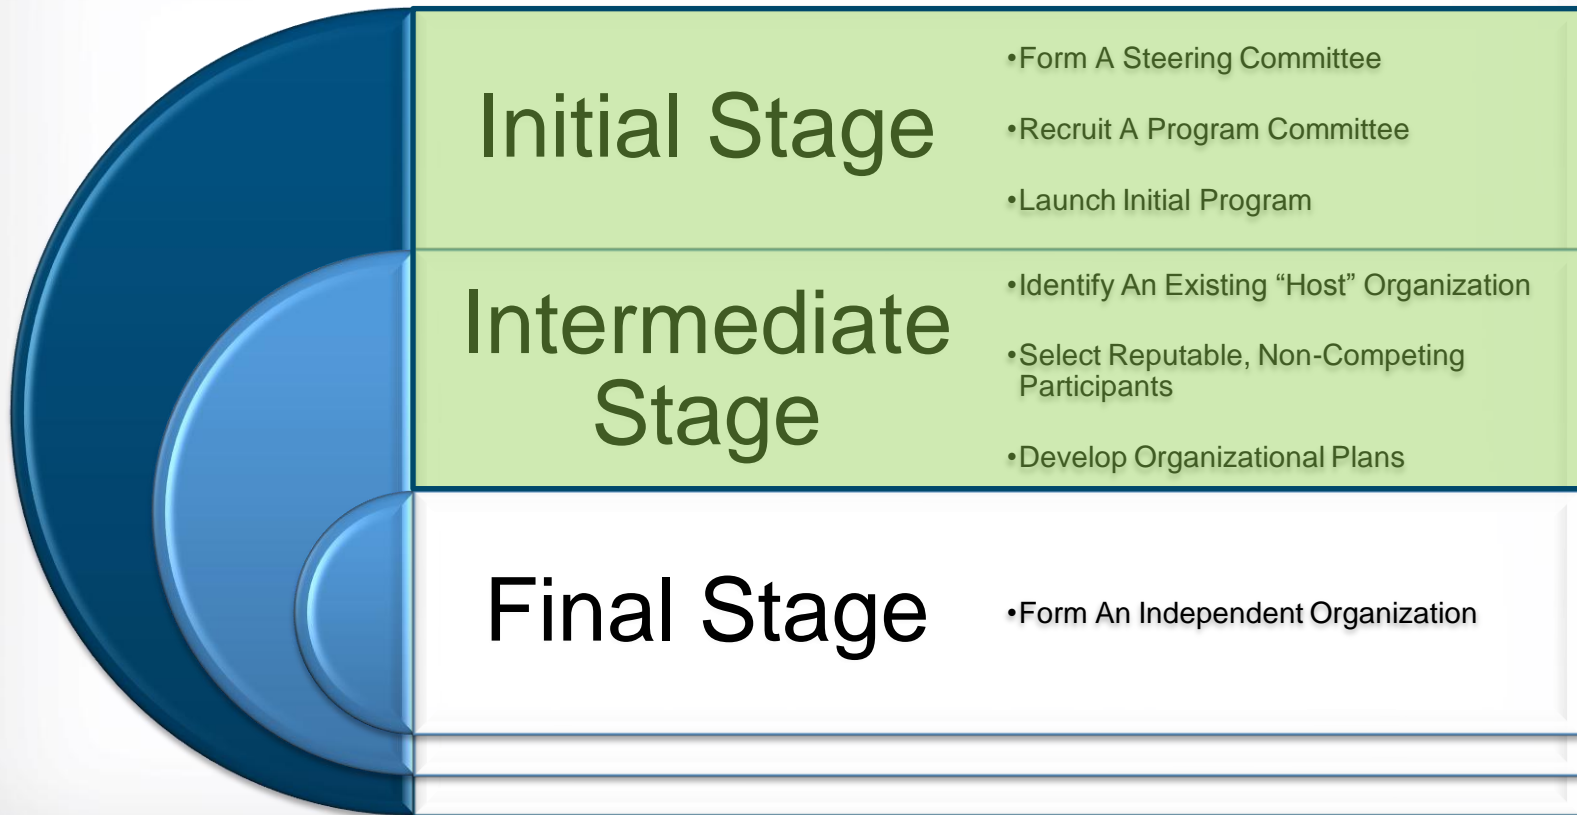 Initial Stage
•Form A Steering Committee
•Recruit A Program Committee
•Launch Initial Program
Intermediate
Stage
•Identify An Existing “Host” Organization
•Select Reputable, Non-Competing
Participants
•Develop Organizational Plans
Final Stage
•Form An Independent Organization